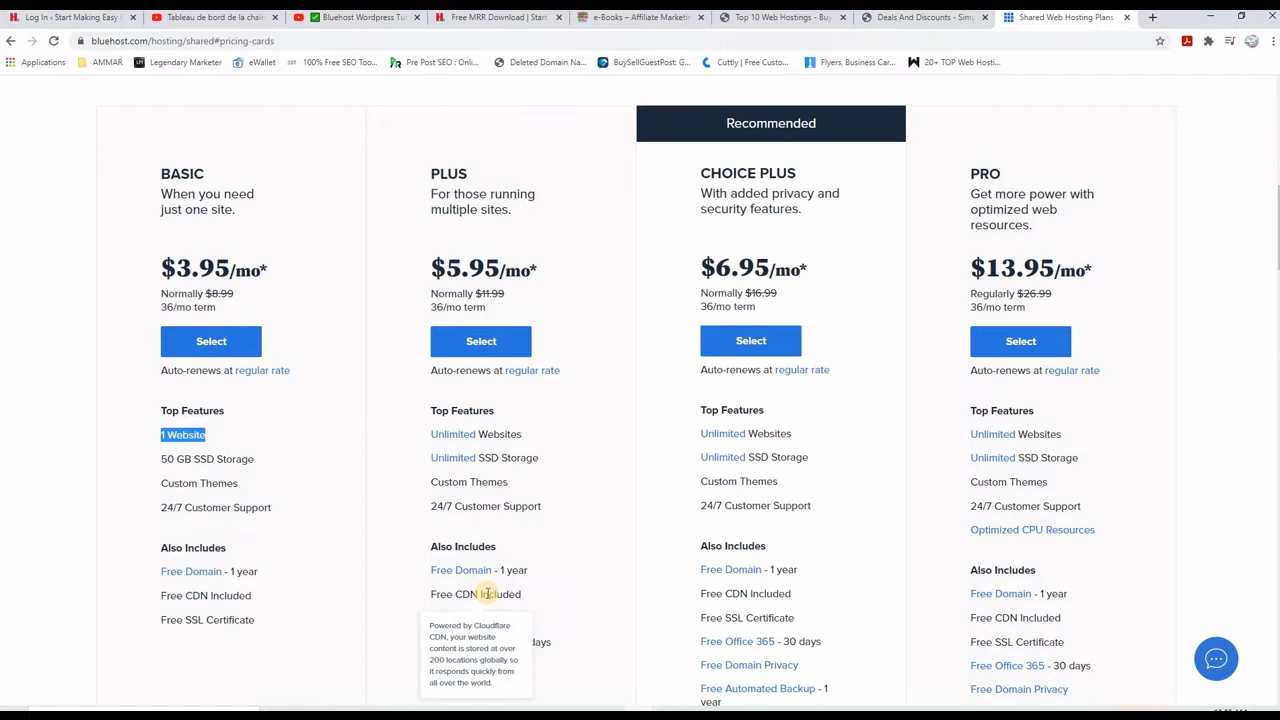 Log In ‹ Start Making Easy
Tableau de bord de la chaîn
Bluehost Wordpress Tut
Free MRR Download | Start
e-Books – Affiliate Marketin
Top 10 Web Hostings - Buy
Deals And Discounts - Simp
Shared Web Hosting Plans
bluehost.com/hosting/shared#pricing-cards
Applications
AMMAR
Legendary Marketer
eWallet
100% Free SEO Too...
Pre Post SEO : Onli...
Deleted Domain Na...
BuySellGuestPost: G...
Cuttly | Free Custo...
Flyers, Business Car...
20+ TOP Web Hosti...
Recommended
BASIC
When you need
just one site.
$3.95/mo*
Normally $8.99
36/mo term
Select
Auto-renews at regular rate
Top Features
1 Website
50 GB SSD Storage
Custom Themes
24/7 Customer Support
Also Includes
Free Domain - 1 year
Free CDN Included
Free SSL Certificate
PLUS
For those running
multiple sites.
$5.95/mo*
Normally $11.99
36/mo term
Select
Auto-renews at regular rate
Top Features
Unlimited Websites
Unlimited SSD Storage
Custom Themes
24/7 Customer Support
Also Includes
Free Domain - 1 year
Free CDN Included
Powered by Cloudflare
CDN, your website
content is stored at over
200 locations globally so
it responds quickly from
all over the world.
days
CHOICE PLUS
With added privacy and
security features.
$6.95/mo*
Normally $16.99
36/mo term
Select
Auto-renews at regular rate
Top Features
Unlimited Websites
Unlimited SSD Storage
Custom Themes
24/7 Customer Support
Also Includes
Free Domain - 1 year
Free CDN Included
Free SSL Certificate
Free Office 365 - 30 days
Free Domain Privacy
Free Automated Backup - 1
year
PRO
Get more power with
optimized web
resources.
$13.95/mo*
Regularly $26.99
36/mo term
Select
Auto-renews at regular rate
Top Features
Unlimited Websites
Unlimited SSD Storage
Custom Themes
24/7 Customer Support
Optimized CPU Resources
Also Includes
Free Domain - 1 year
Free CDN Included
Free SSL Certificate
Free Office 365 - 30 days
Free Domain Privacy